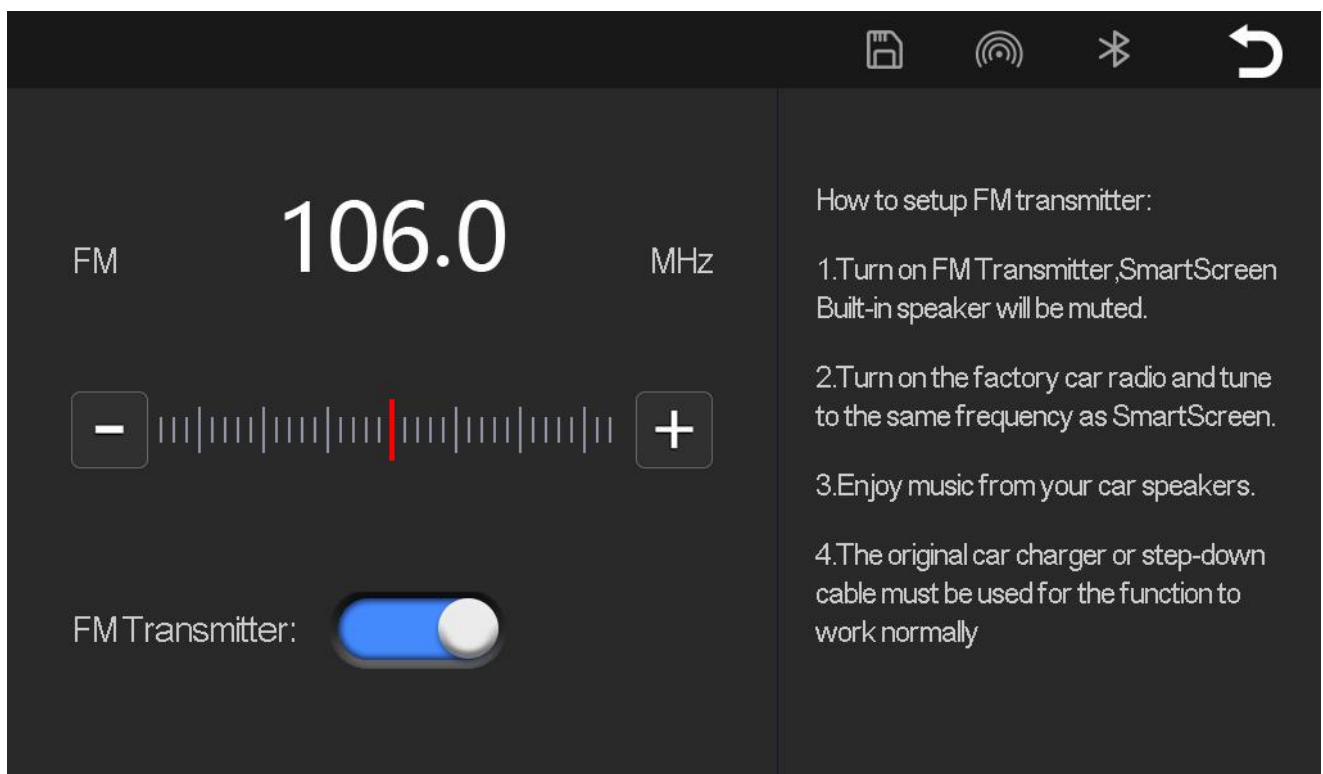 FM 106.0 MHz
- +
FM Transmitter:
How to setup FM transmitter:
1.Turn on FM Transmitter,SmartScreen
Built-in speaker will be muted.
2.Turn on the factory car radio and tune
to the same frequency as SmartScreen.
3.Enjoy music from your car speakers.
4.The original car charger or step-down
cable must be used for the function to
work normally